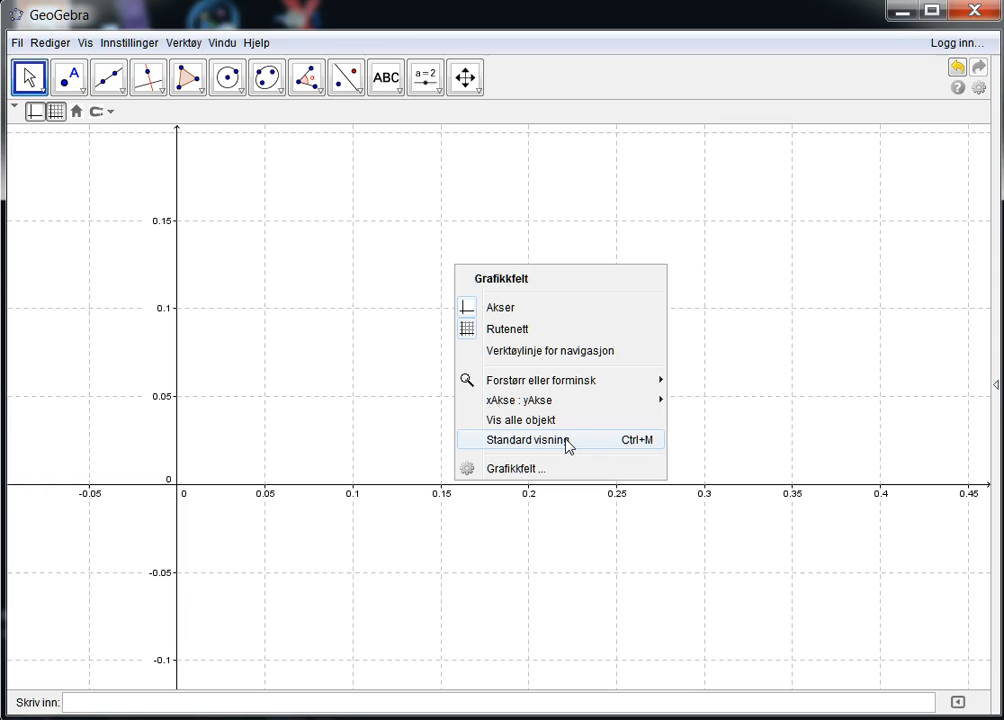 GeoGebra
Fil Rediger Vis Innstillinger Verktøy Vindu Hjelp Logg inn...
A α ABC a=2
0.15
0.1
0.05
0
-0.05 0 0.05 0.1 0.15 0.2 0.25 0.3 0.35 0.4 0.45
-0.05
-0.1
Grafikkfelt
Akser
Rutenett
Verktøylinje for navigasjon
Forstørr eller forminsk
xAkse : yAkse
Vis alle objekt
Standard visning Ctrl+M
Grafikkfelt ...
Skriv inn: